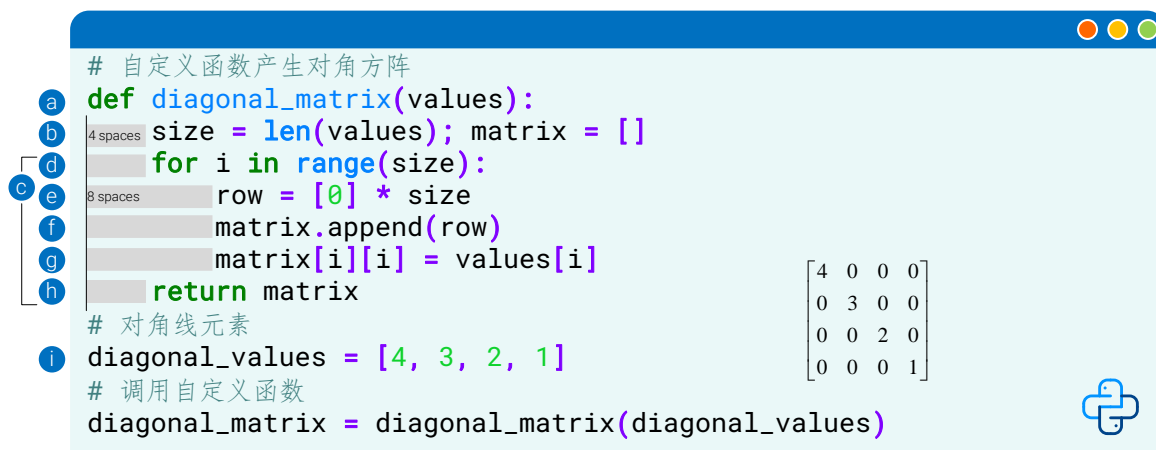 # 自定义函数产生对角方阵
a def diagonal_matrix(values):
b 4 spaces size = len(values); matrix = []
d for i in range(size):
c
e 8 spaces row = [0] * size
f matrix.append(row)
g matrix[i][i] = values[i]
h return matrix
4 0 0 0
0 3 0 0
0 0 2 0
0 0 0 1
# 对角线元素
i diagonal_values = [4, 3, 2, 1]
# 调用自定义函数
diagonal_matrix = diagonal_matrix(diagonal_values)